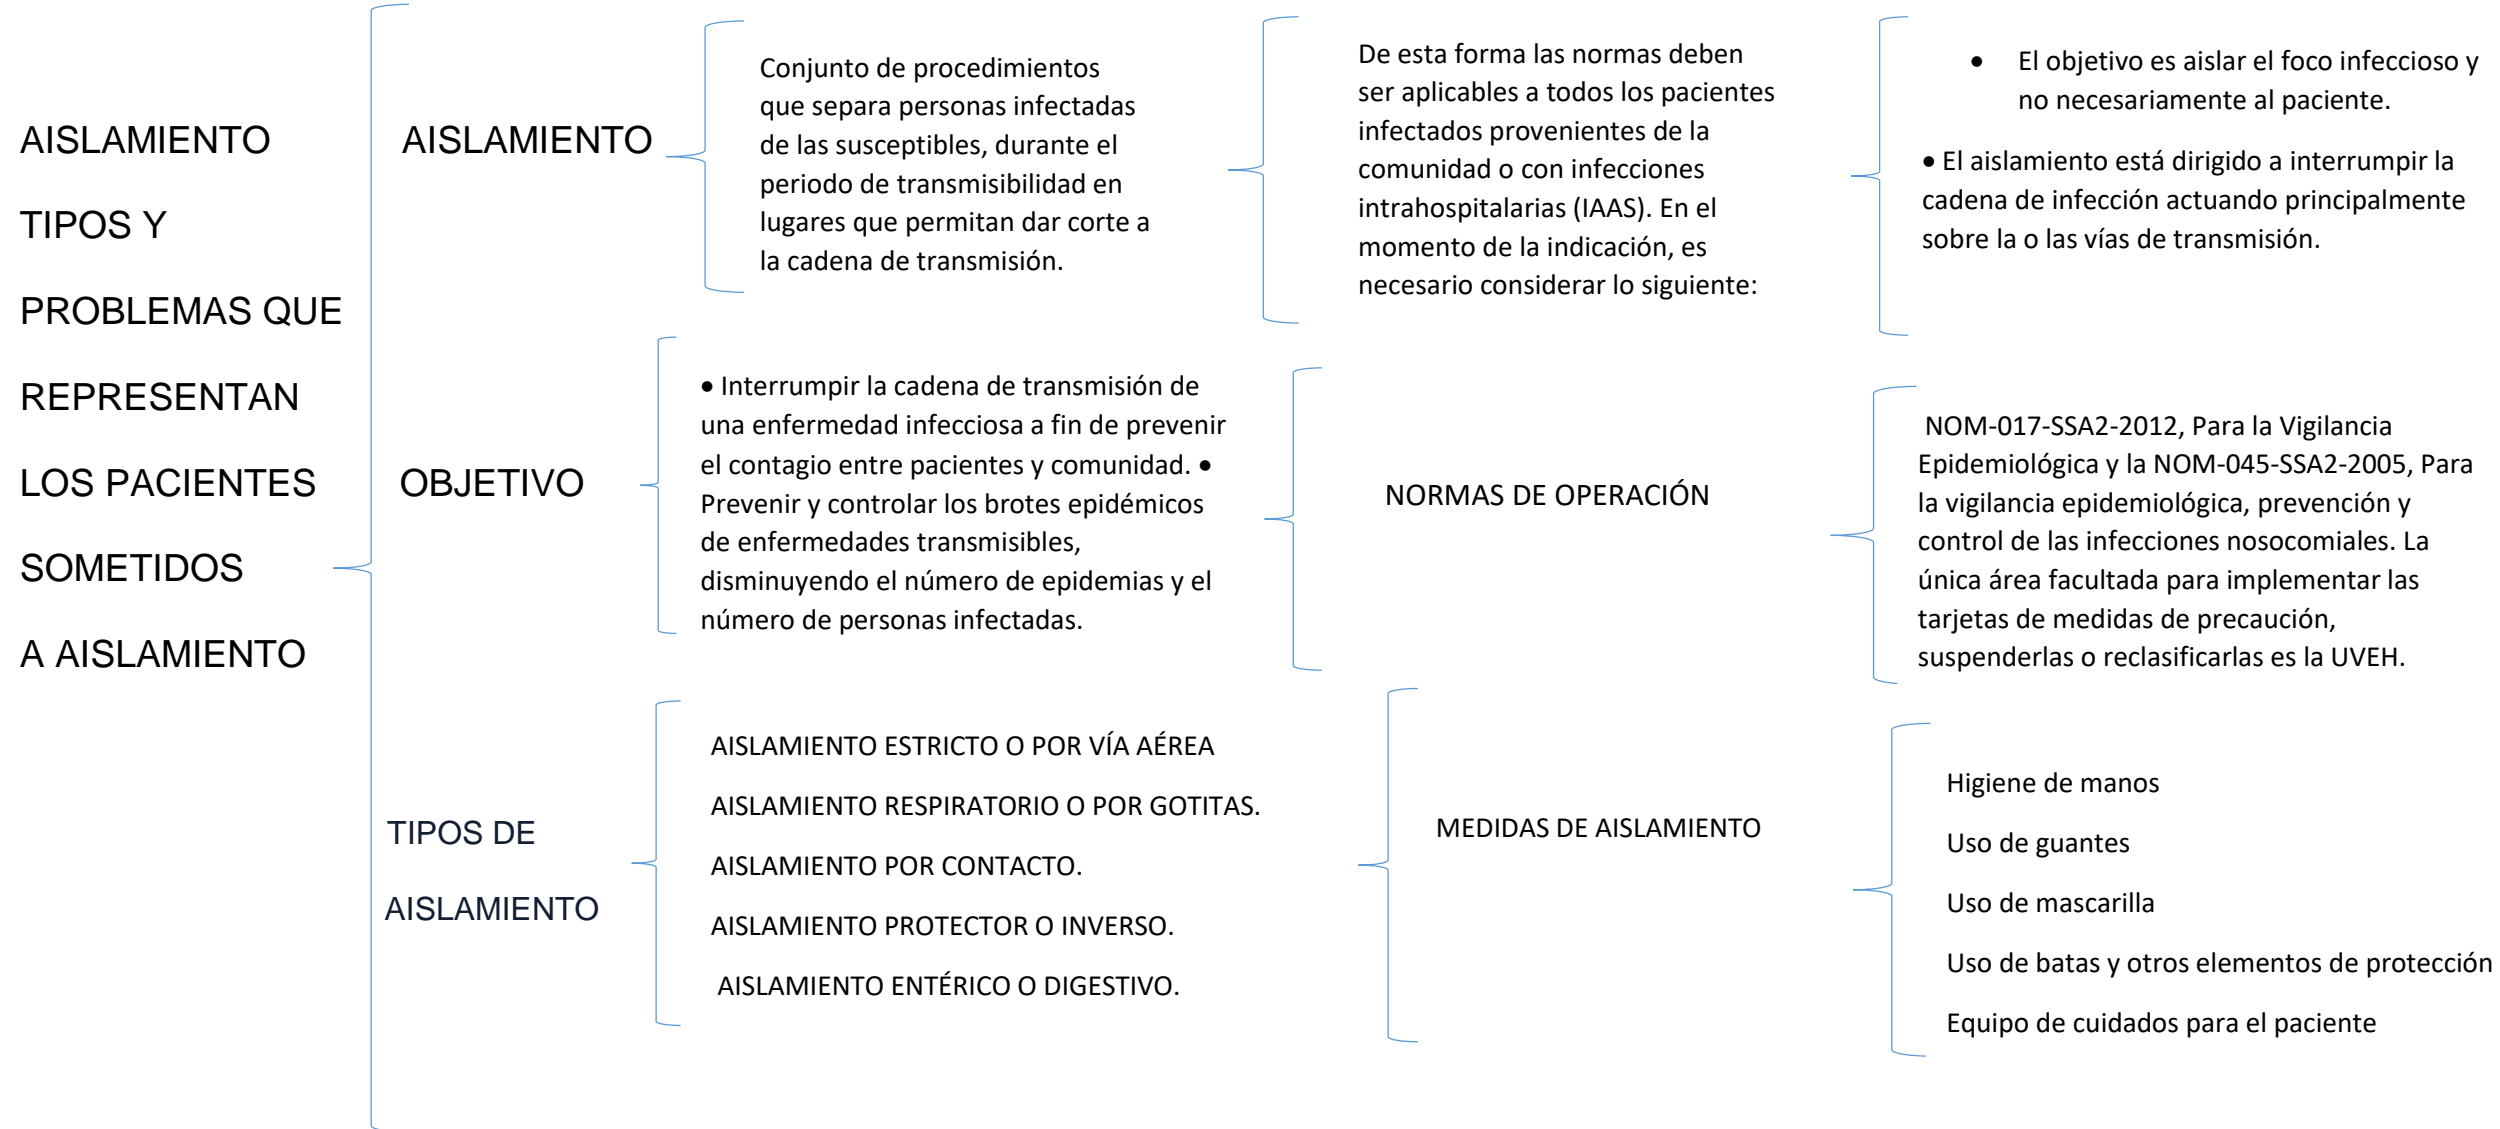 AISLAMIENTO
TIPOS Y
PROBLEMAS QUE
REPRESENTAN
LOS PACIENTES
SOMETIDOS
A AISLAMIENTO
AISLAMIENTO
Conjunto de procedimientos
que separa personas infectadas
de las susceptibles, durante el
periodo de transmisibilidad en
lugares que permitan dar corte a
la cadena de transmisión.
De esta forma las normas deben
ser aplicables a todos los pacientes
infectados provenientes de la
comunidad o con infecciones
intrahospitalarias (IAAS). En el
momento de la indicación, es
necesario considerar lo siguiente:
• El objetivo es aislar el foco infeccioso y
no necesariamente al paciente.
• El aislamiento está dirigido a interrumpir la
cadena de infección actuando principalmente
sobre la o las vías de transmisión.
OBJETIVO
• Interrumpir la cadena de transmisión de
una enfermedad infecciosa a fin de prevenir
el contagio entre pacientes y comunidad. •
Prevenir y controlar los brotes epidémicos
de enfermedades transmisibles,
disminuyendo el número de epidemias y el
número de personas infectadas.
NORMAS DE OPERACIÓN
NOM-017-SSA2-2012, Para la Vigilancia
Epidemiológica y la NOM-045-SSA2-2005, Para
la vigilancia epidemiológica, prevención y
control de las infecciones nosocomiales. La
única área facultada para implementar las
tarjetas de medidas de precaución,
suspenderlas o reclasificarlas es la UVEH.
TIPOS DE
AISLAMIENTO
AISLAMIENTO ESTRICTO O POR VÍA AÉREA
AISLAMIENTO RESPIRATORIO O POR GOTITAS.
AISLAMIENTO POR CONTACTO.
AISLAMIENTO PROTECTOR O INVERSO.
AISLAMIENTO ENTÉRICO O DIGESTIVO.
MEDIDAS DE AISLAMIENTO
Higiene de manos
Uso de guantes
Uso de mascarilla
Uso de batas y otros elementos de protección
Equipo de cuidados para el paciente